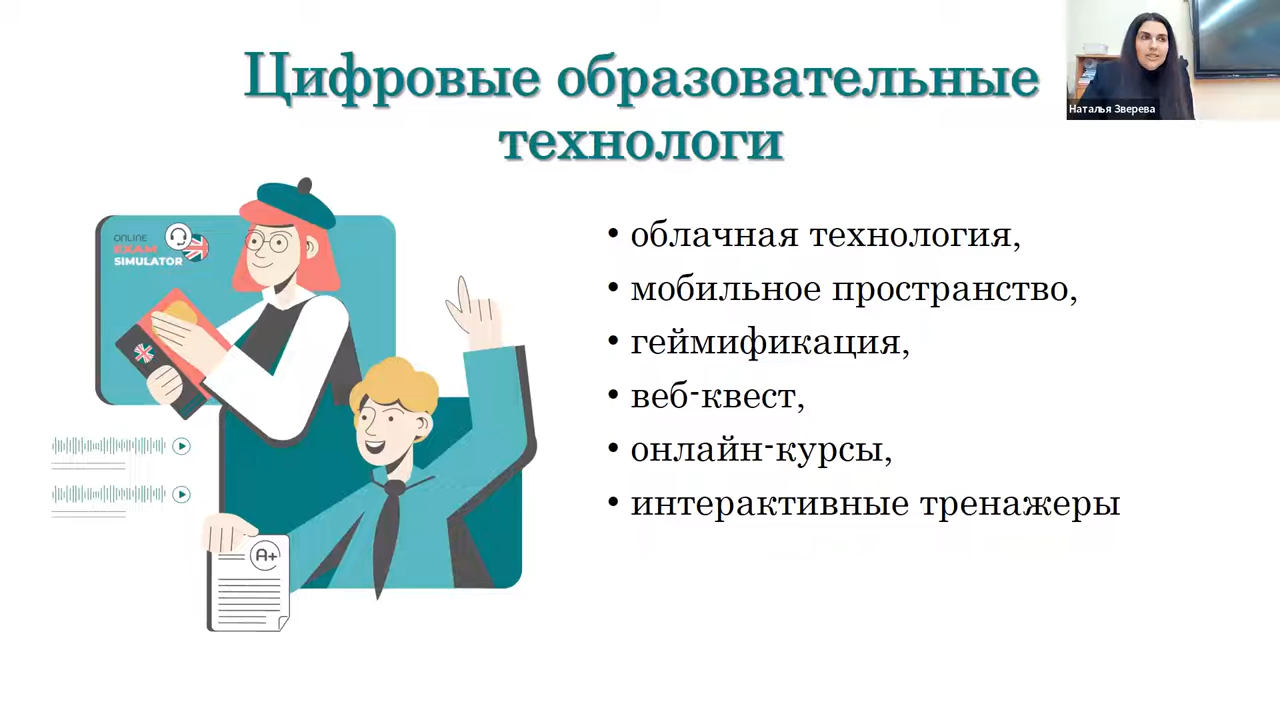 Цифровые образовательные
технологи
Наталья Зверева
ONLINE
EXAM
SIMULATOR
• облачная технология,
• мобильное пространство,
• геймификация,
• веб-квест,
• онлайн-курсы,
• интерактивные тренажеры
A+